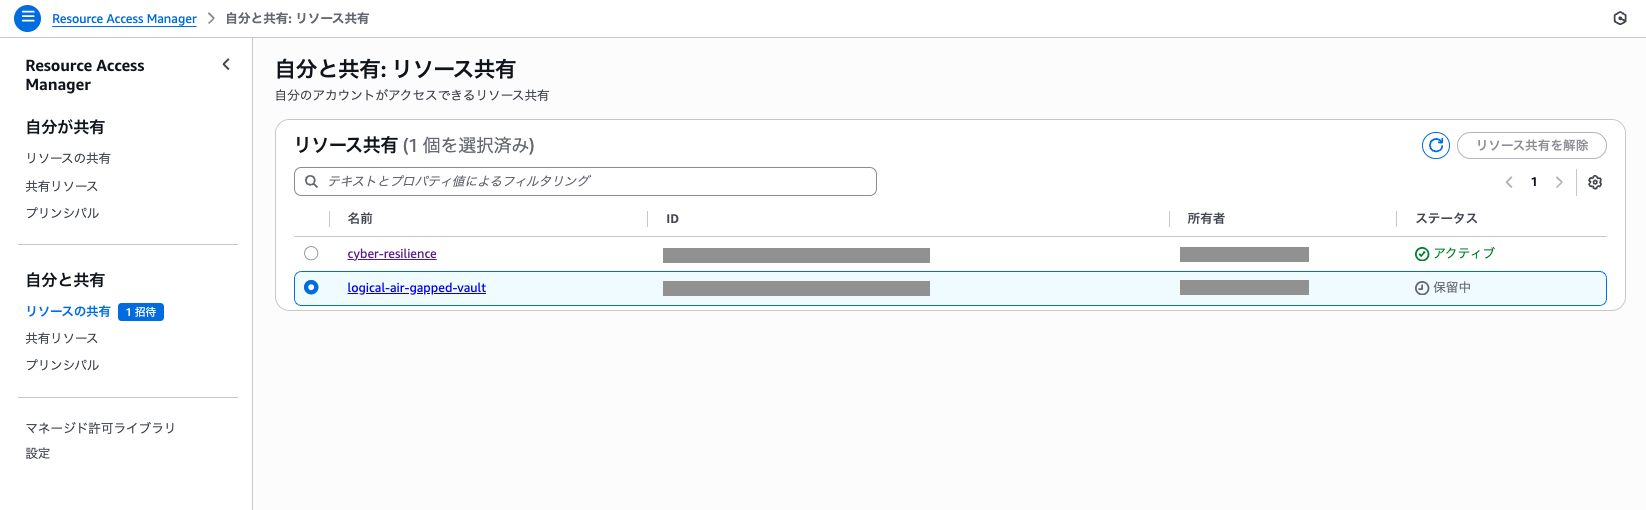 Resource Access Manager > 自分と共有: リソース共有
Resource Access
Manager
自分が共有
リソースの共有
共有リソース
プリンシパル
自分と共有
リソースの共有 1 招待
共有リソース
プリンシパル
マネージド許可ライブラリ
設定
自分と共有: リソース共有
自分のアカウントがアクセスできるリソース共有
リソース共有 (1 個を選択済み)
リソース共有を解除
テキストとプロパティ値によるフィルタリング
1
名前 ID 所有者 ステータス
cyber-resilience アクティブ
logical-air-gapped-vault 保留中